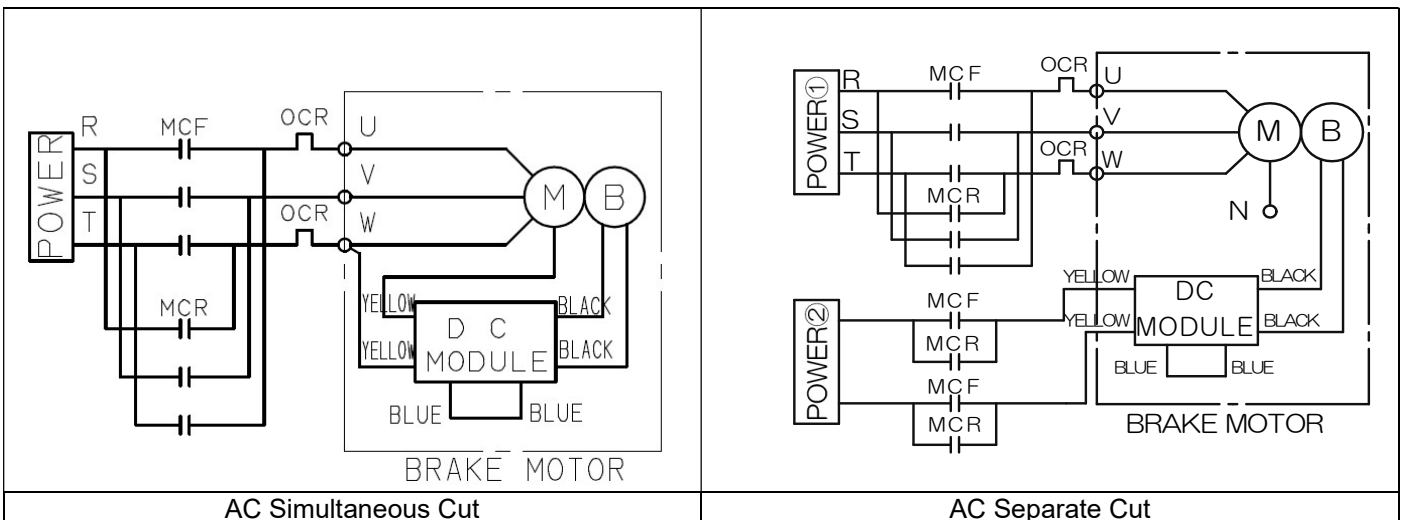 R
MCF
OCR
U
S
V
POWER
T
OCR
W
M
B
MCR
YELLOW
BLACK
D C
MODULE
YELLOW
BLACK
BLUE
BLUE
BRAKE MOTOR
AC Simultaneous Cut
R
MCF
OCR
U
POWER①
S
V
M
B
T
OCR
W
MCR
N
YELLOW
BLACK
DC
MODULE
MCF
POWER②
YELLOW
BLACK
MCR
BLUE
BLUE
MCF
MCR
BRAKE MOTOR
AC Separate Cut